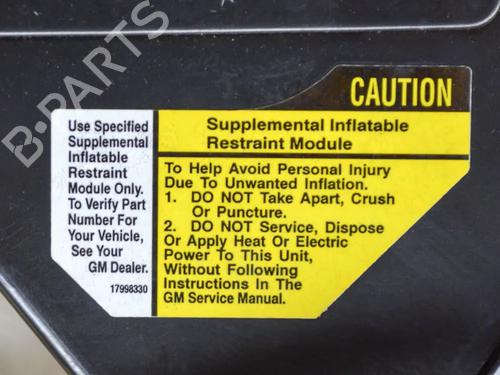 B-PARTS
CAUTION
Use Specified
Supplemental
Inflatable
Restraint
Module Only.
To Verify Part
Number For
Your Vehicle,
See Your
GM Dealer.
17998330
Supplemental Inflatable
Restraint Module
To Help Avoid Personal Injury
Due To Unwanted Inflation.
1. DO NOT Take Apart, Crush
Or Puncture.
2. DO NOT Service, Dispose
Or Apply Heat Or Electric
Power To This Unit,
Without Following
Instructions In The
GM Service Manual.